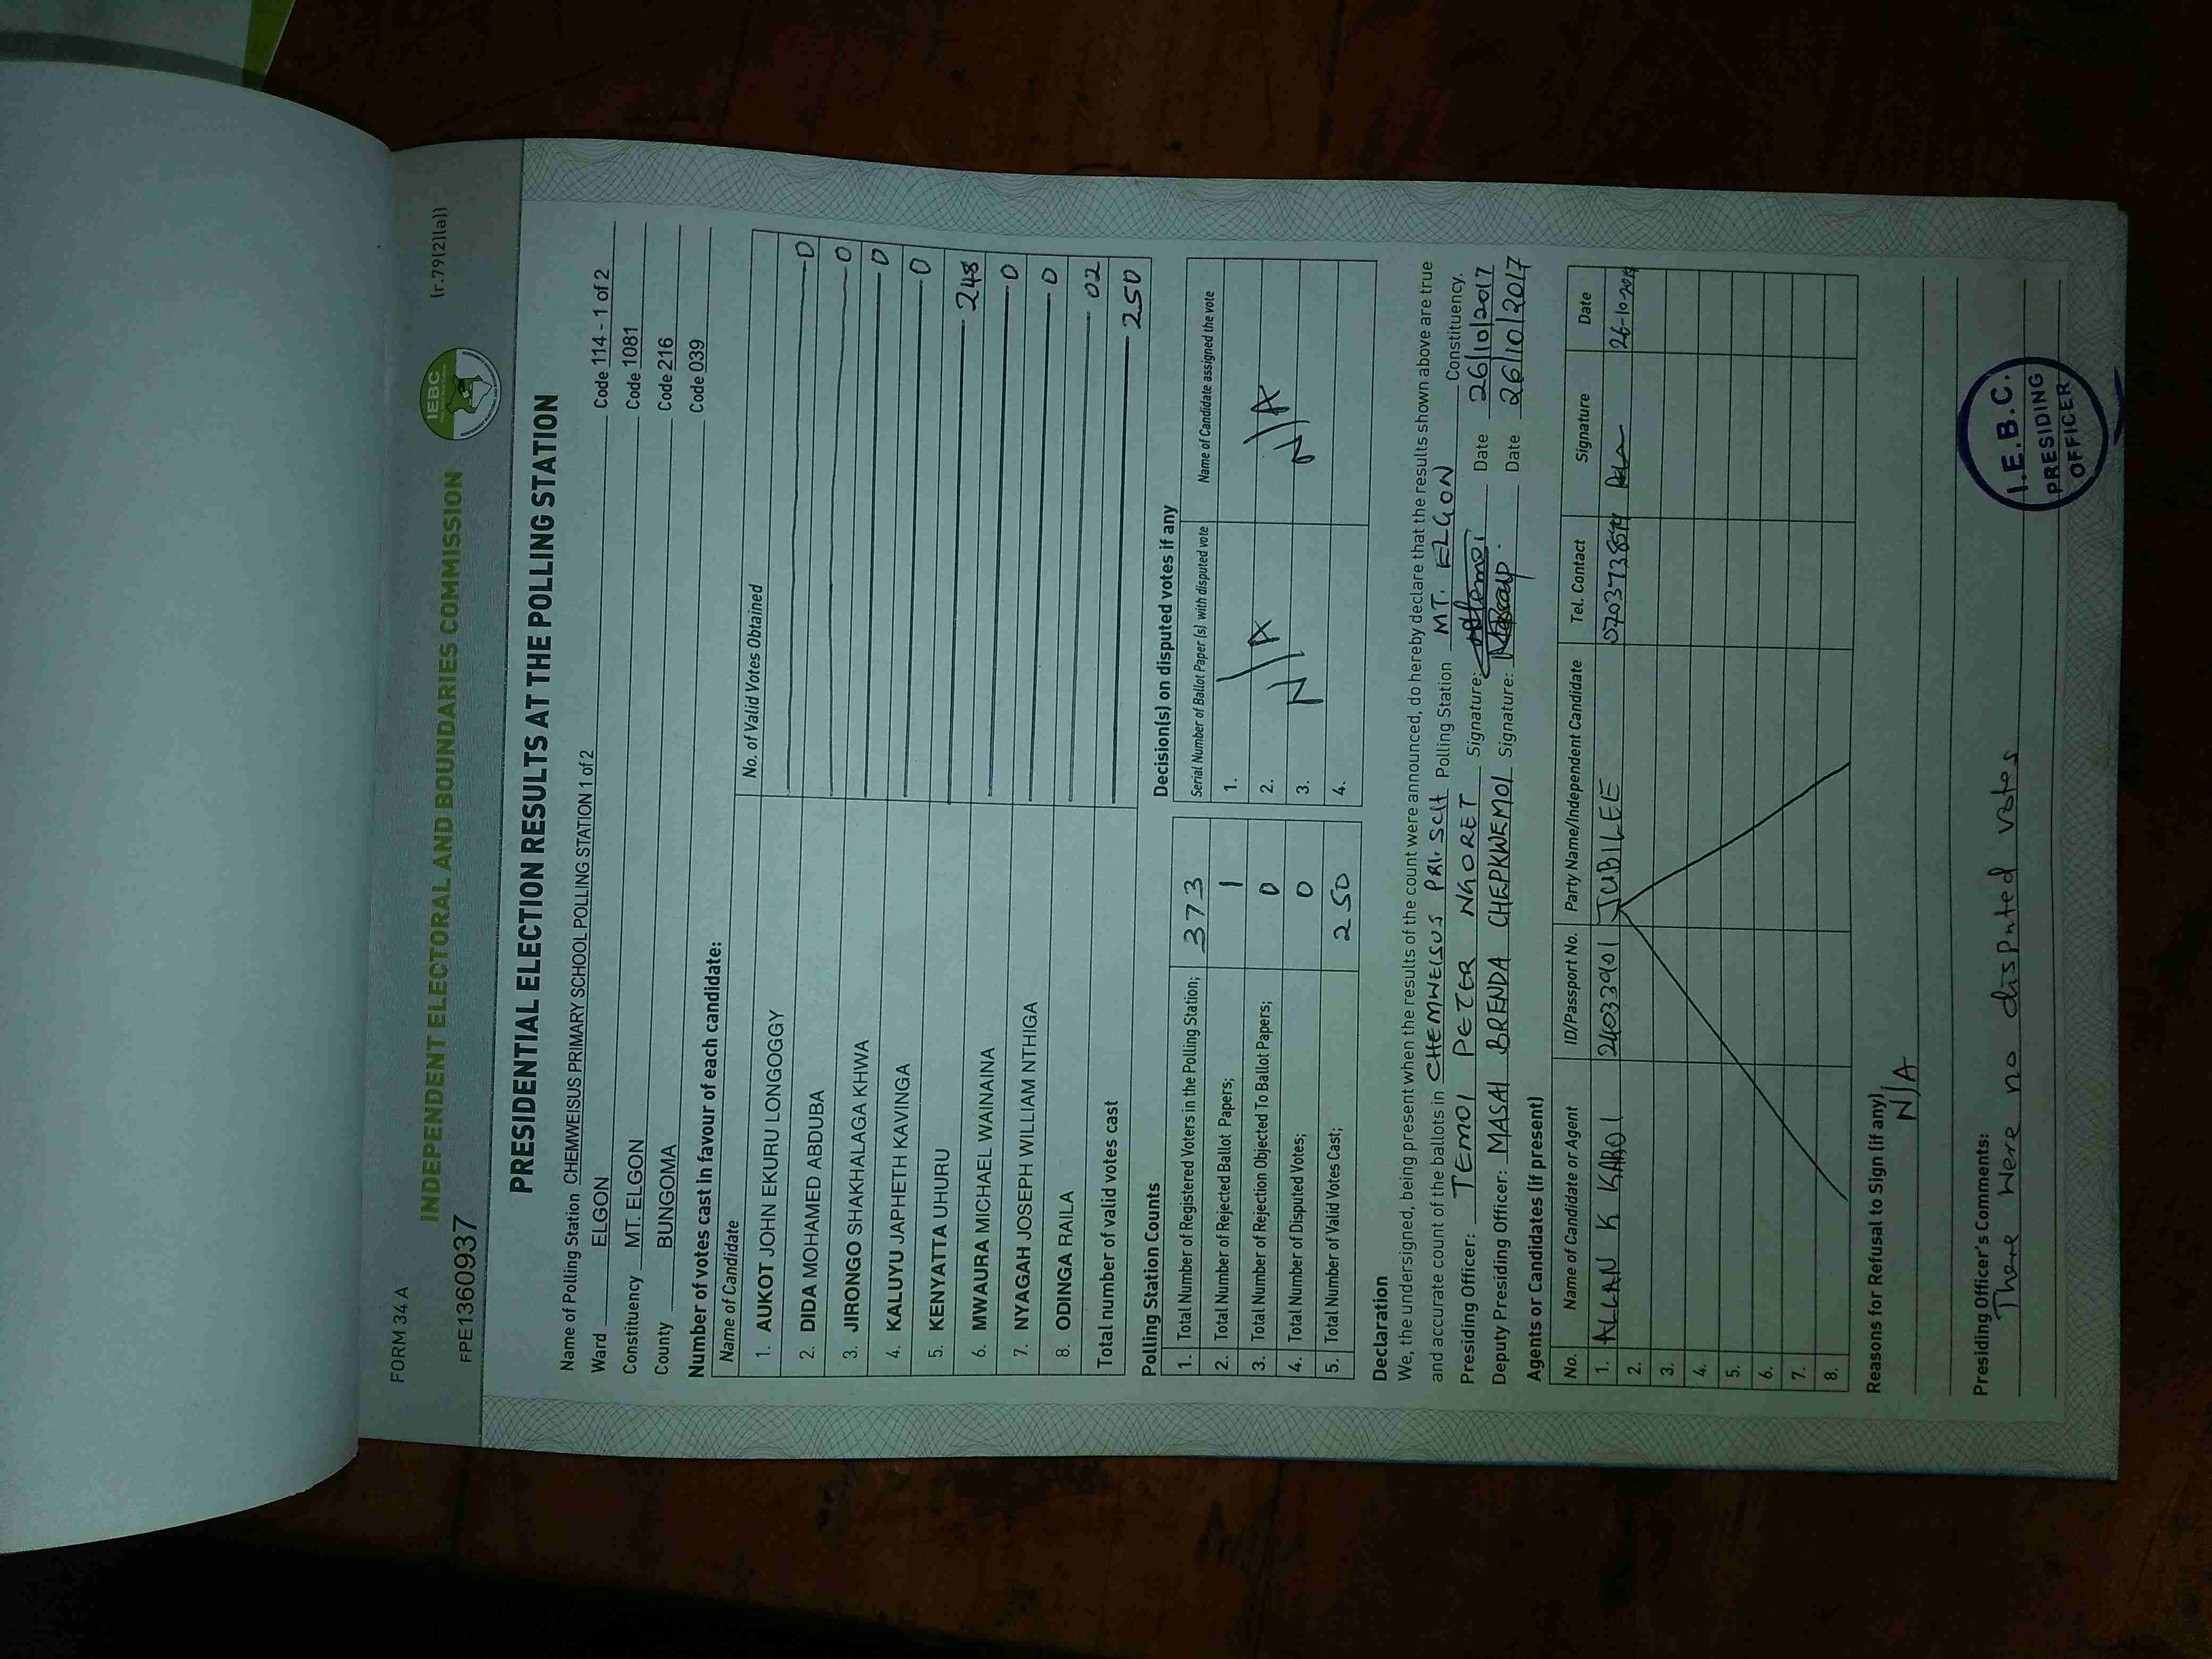 FORM 34 A
(r.79(2)(a))
INDEPENDENT ELECTORAL AND BOUNDARIES COMMISSION
IEBC
FPE1360937
PRESIDENTIAL ELECTION RESULTS AT THE POLLING STATION
Name of Polling Station CHEMWEISUS PRIMARY SCHOOL POLLING STATION 1 of 2 Code 114 - 1 of 2
Ward ELGON Code 1081
Constituency MT. ELGON Code 216
County BUNGOMA Code 039
Number of votes cast in favour of each candidate:
Name of Candidate No. of Valid Votes Obtained
1. AUKOT JOHN EKURU LONGOGGY 0
2. DIDA MOHAMED ABDUBA 0
3. JIRONGO SHAKHALAGA KHWA 0
4. KALUYU JAPHETH KAVINGA 0
5. KENYATTA UHURU 248
6. MWAURA MICHAEL WAINAINA 0
7. NYAGAH JOSEPH WILLIAM NTHIGA 0
8. ODINGA RAILA 02
Total number of valid votes cast 250
Polling Station Counts
1. Total Number of Registered Voters in the Polling Station; 373
2. Total Number of Rejected Ballot Papers; 1
3. Total Number of Rejection Objected To Ballot Papers; 0
4. Total Number of Disputed Votes; 0
5. Total Number of Valid Votes Cast; 250
Decision(s) on disputed votes if any
Serial Number of Ballot Paper (s) with disputed vote Name of Candidate assigned the vote
1. N/A
2. N/A
3. N/A N/A
4.
Declaration
We, the undersigned, being present when the results of the count were announced, do hereby declare that the results shown above are true
and accurate count of the ballots in CHEMWEISUS PRI. SCH Polling Station MT. ELGON Constituency.
Presiding Officer: TEMOI PETER NGORET Signature: Date 26/10/2017
Deputy Presiding Officer: MASAI BRENDA CHEPKWEMOI Signature: Date 26/10/2017
Agents or Candidates (if present)
No. Name of Candidate or Agent ID/Passport No. Party Name/Independent Candidate Tel. Contact Signature Date
1. ALLAN K KABOI 24033901 JUBILEE 26-10-2017
2.
3.
4.
5.
6.
7.
8.
Reasons for Refusal to Sign (if any)
N/A
Presiding Officer's Comments:
There were no disputed votes
I.E.B.C.
PRESIDING
OFFICER